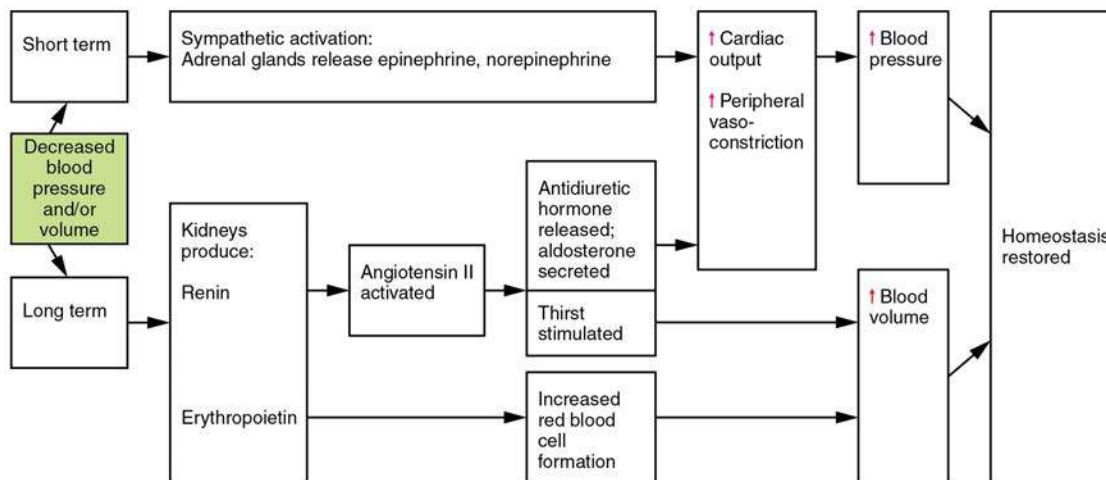 Short term
Sympathetic activation:
Adrenal glands release epinephrine, norepinephrine
↑ Cardiac
output
↑ Peripheral
vaso-
constriction
↑ Blood
pressure
Decreased
blood
pressure
and/or
volume
Long term
Kidneys
produce:
Renin
Erythropoietin
Angiotensin II
activated
Antidiuretic
hormone
released;
aldosterone
secreted
Thirst
stimulated
Increased
red blood
cell
formation
↑ Blood
volume
Homeostasis
restored